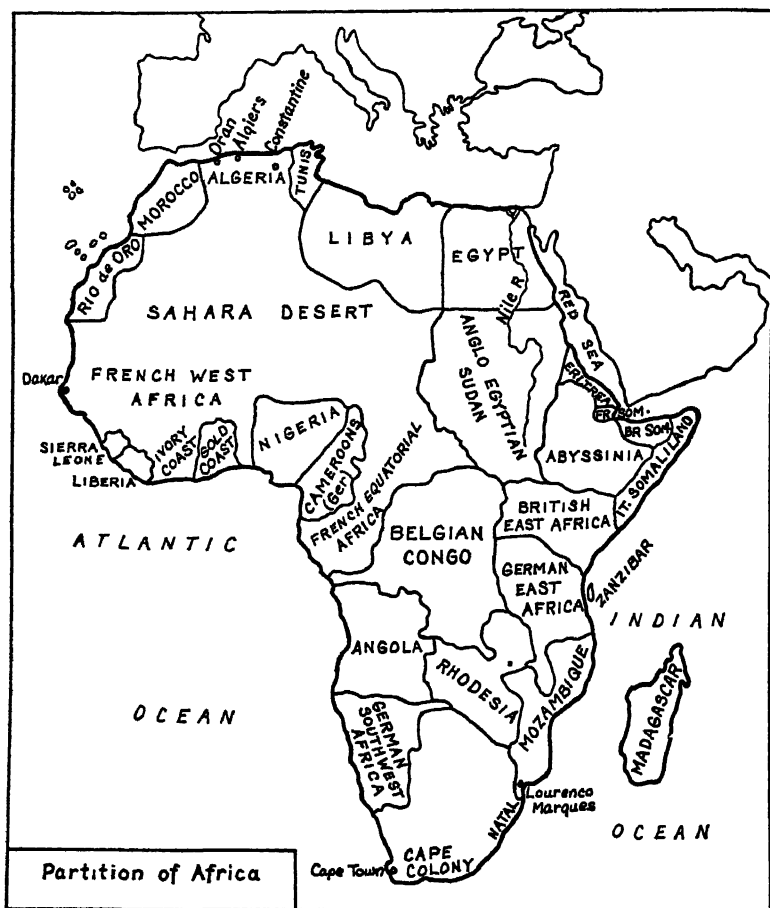 Oran
Algiers
Constantine
MOROCCO
ALGERIA
TUNIS
LIBYA
EGYPT
Nile R
RED SEA
RIO de ORO
SAHARA DESERT
ANGLO EGYPTIAN
SUDAN
ERITREA
FR SOM.
BR SOM.
Dakar
FRENCH WEST
AFRICA
NIGERIA
ABYSSINIA
IT. SOMALILAND
SIERRA
LEONE
LIBERIA
IVORY
COAST
GOLD
COAST
CAMEROONS
(Ger)
FRENCH EQUATORIAL
AFRICA
BRITISH
EAST AFRICA
ATLANTIC
BELGIAN
CONGO
GERMAN
EAST
AFRICA
ZANZIBAR
INDIAN
ANGOLA
RHODESIA
MOZAMBIQUE
MADAGASCAR
OCEAN
GERMAN
SOUTHWEST
AFRICA
Lourenco
Marques
NATAL
OCEAN
Cape Town
CAPE
COLONY
Partition of Africa